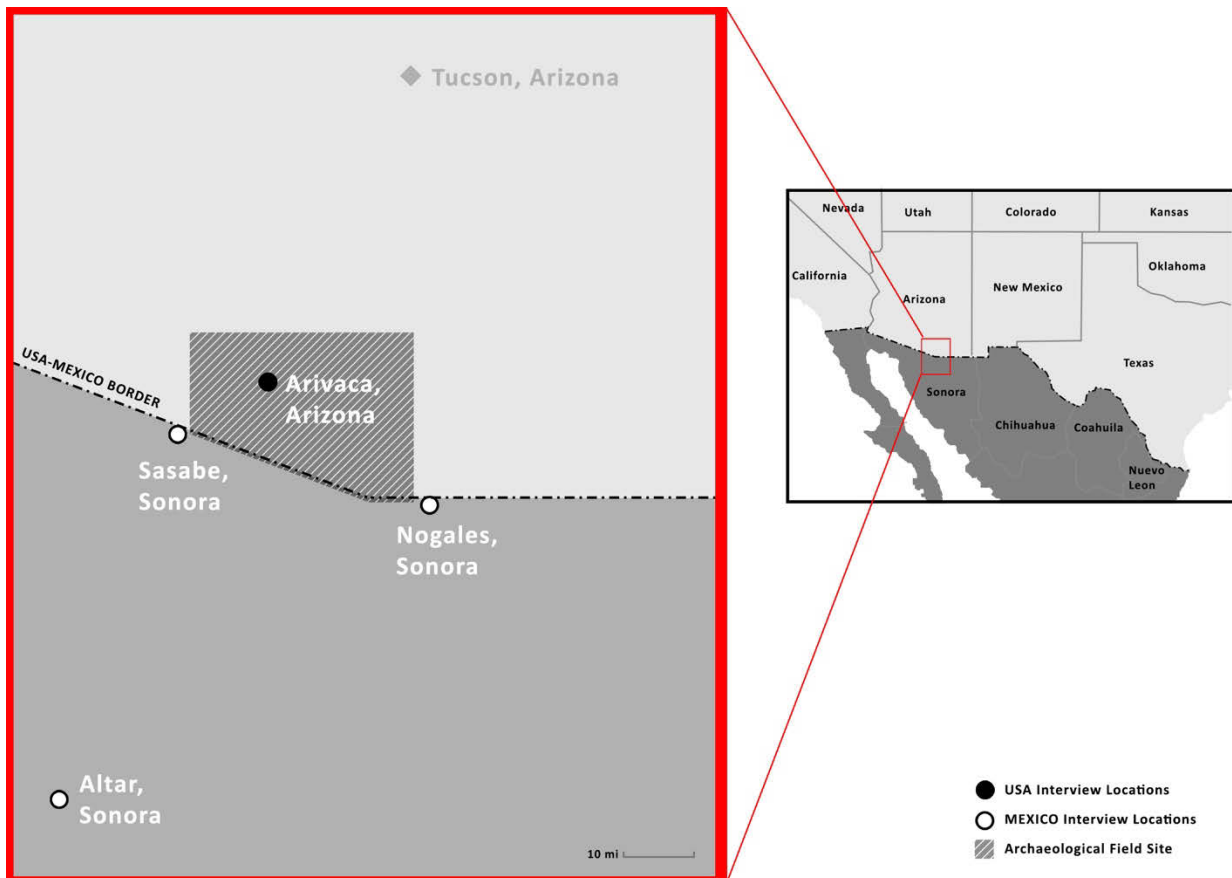 Tucson, Arizona
USA-MEXICO BORDER
Arivaca,
Arizona
Sasabe,
Sonora
Nogales,
Sonora
Altar,
Sonora
10 mi
Nevada
Utah
Colorado
Kansas
California
Arizona
New Mexico
Oklahoma
Texas
Sonora
Chihuahua
Coahuila
Nuevo
Leon
USA Interview Locations
MEXICO Interview Locations
Archaeological Field Site